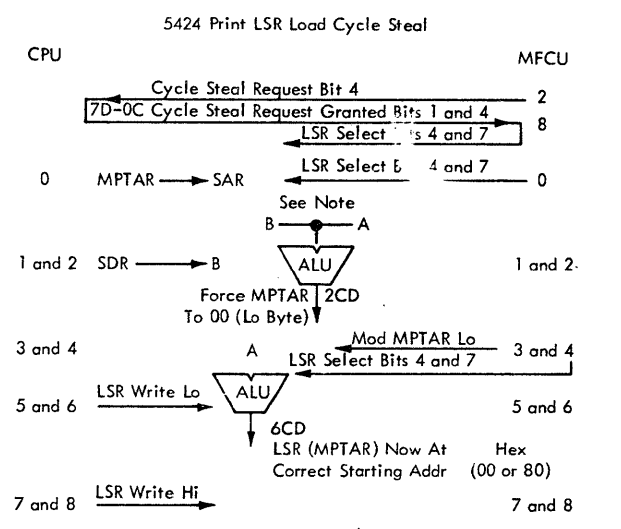 5424 Print LSR Load Cycle Steal
CPU
MFCU
Cycle Steal Request Bit 4
2
7D-0C Cycle Steal Request Granted Bits 1 and 4
8
LSR Select 4 and 7
LSR Select 4 and 7
0
MPTAR
SAR
0
See Note
B
A
1 and 2
SDR
B
ALU
1 and 2
Force MPTAR
2CD
To 00 (Lo Byte)
3 and 4
A
Mod MPTAR Lo
3 and 4
LSR Select Bits 4 and 7
5 and 6
LSR Write Lo
ALU
5 and 6
6CD
LSR (MPTAR) Now At
Hex
Correct Starting Addr
(00 or 80)
7 and 8
LSR Write Hi
7 and 8